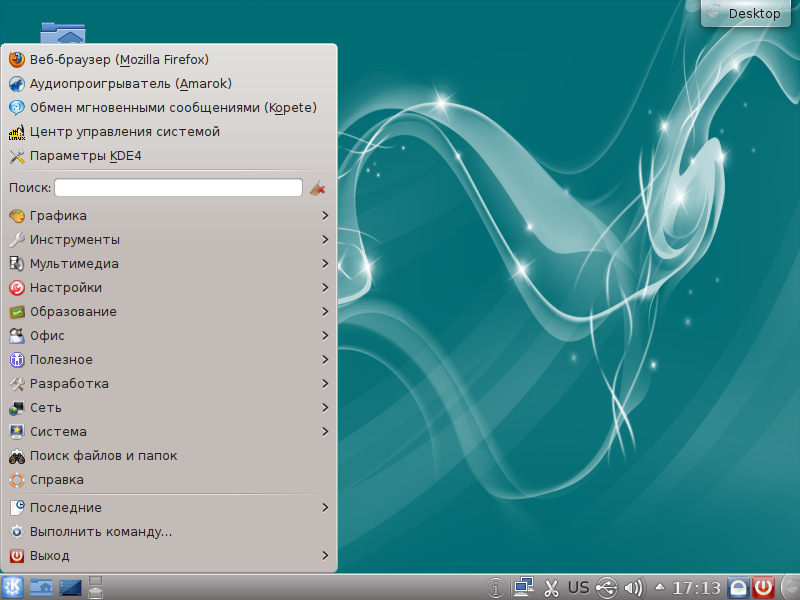 Desktop
Веб-браузер (Mozilla Firefox)
Аудиопроигрыватель (Amarok)
Обмен мгновенными сообщениями (Kopete)
Центр управления системой
Параметры KDE4
Поиск:
Графика
Инструменты
Мультимедиа
Настройки
Образование
Офис
Полезное
Разработка
Сеть
Система
Поиск файлов и папок
Справка
Последние
Выполнить команду...
Выход
US 17:13